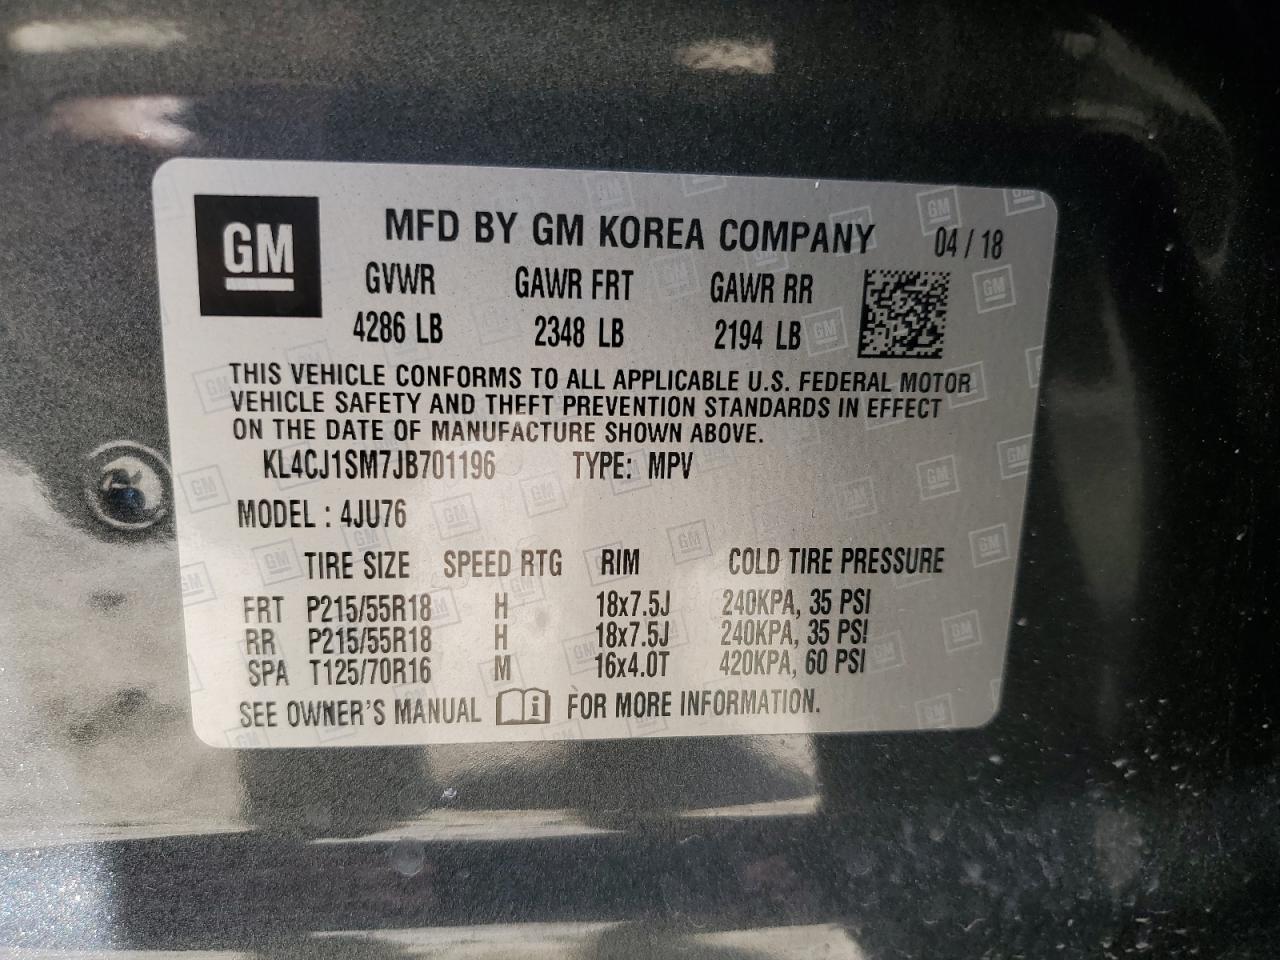 GM
MFD BY GM KOREA COMPANY 04 / 18
GVWR GAWR FRT GAWR RR
4286 LB 2348 LB 2194 LB
THIS VEHICLE CONFORMS TO ALL APPLICABLE U.S. FEDERAL MOTOR
VEHICLE SAFETY AND THEFT PREVENTION STANDARDS IN EFFECT
ON THE DATE OF MANUFACTURE SHOWN ABOVE.
KL4CJ1SM7JB701196 TYPE: MPV
MODEL : 4JU76
TIRE SIZE SPEED RTG RIM COLD TIRE PRESSURE
FRT P215/55R18 H 18x7.5J 240KPA, 35 PSI
RR P215/55R18 H 18x7.5J 240KPA, 35 PSI
SPA T125/70R16 M 16x4.0T 420KPA, 60 PSI
SEE OWNER'S MANUAL FOR MORE INFORMATION.